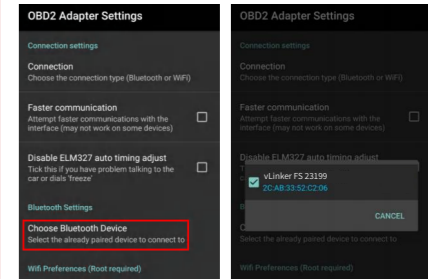 OBD2 Adapter Settings
Connection settings
Connection
Choose the connection type (Bluetooth or WiFi)
Faster communication
Attempt faster communications with the
interface (may not work on some devices)
Disable ELM327 auto timing adjust
Tick this if you have problem talking to the
car or dials 'freeze'
Bluetooth Settings
Choose Bluetooth Device
Select the already paired device to connect to
Wifi Preferences (Root required)
OBD2 Adapter Settings
Connection settings
Connection
Choose the connection type (Bluetooth or WiFi)
Faster communication
Attempt faster communications with the
interface (may not work on some devices)
Disable ELM327 auto timing adjust
vLinker FS 23199
2C:AB:33:52:C2:06
CANCEL
Select the already paired device to connect to
Wifi Preferences (Root required)